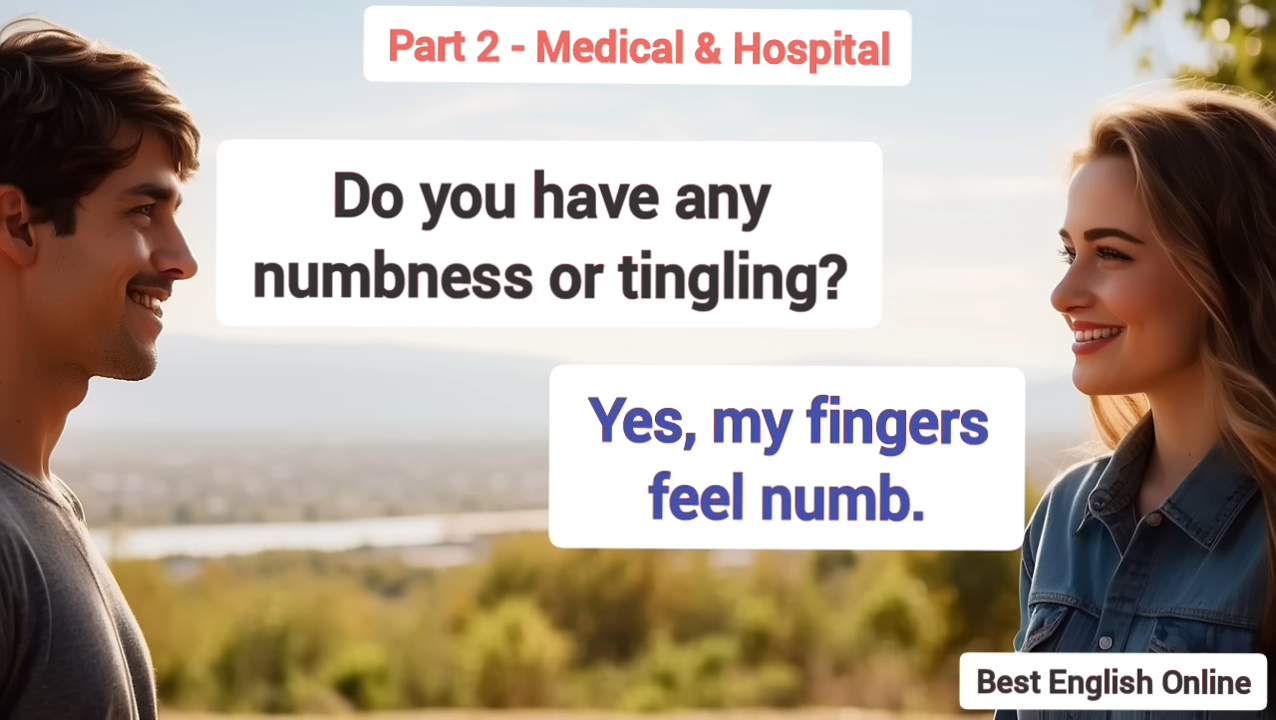 Part 2 - Medical & Hospital
Do you have any
numbness or tingling?
Yes, my fingers
feel numb.
Best English Online